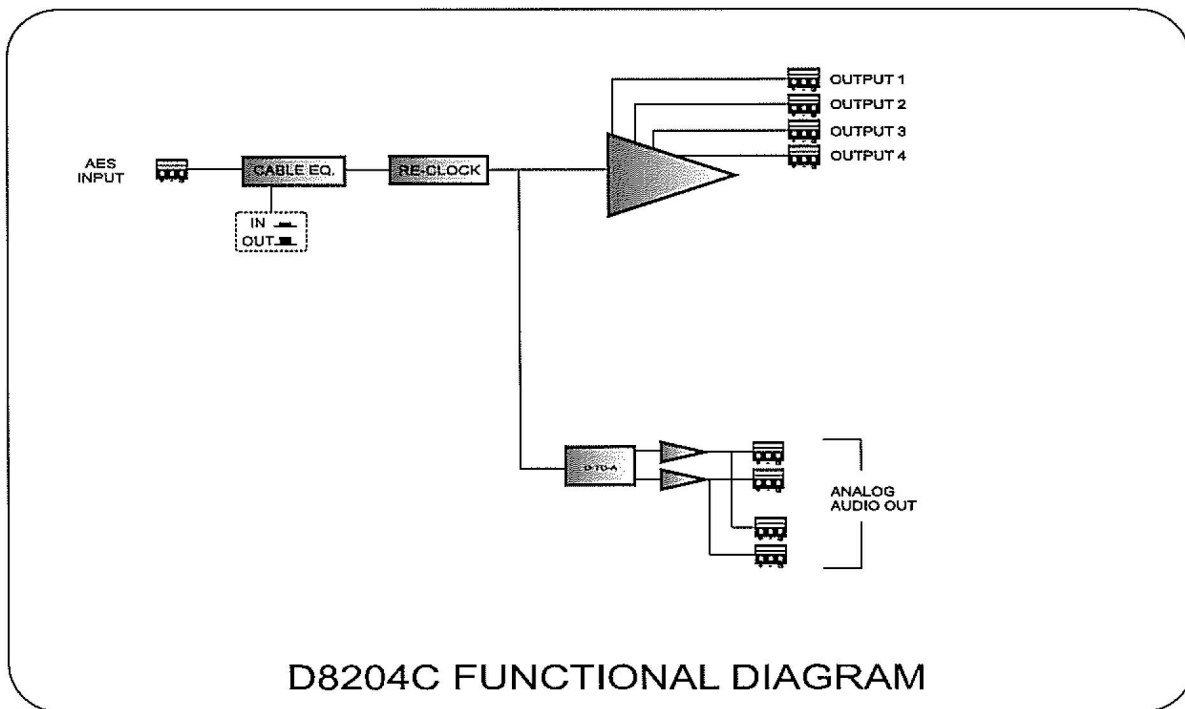 OUTPUT 1
OUTPUT 2
OUTPUT 3
OUTPUT 4
AES
INPUT
CABLE EQ.
RE-CLOCK
IN
OUT
D-TO-A
ANALOG
AUDIO OUT
D8204C FUNCTIONAL DIAGRAM